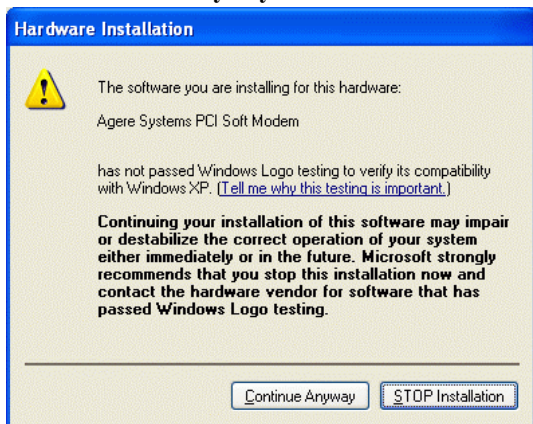 Hardware Installation
The software you are installing for this hardware:
Agere Systems PCI Soft Modem
has not passed Windows Logo testing to verify its compatibility
with Windows XP. (Tell me why this testing is important.)
Continuing your installation of this software may impair
or destabilize the correct operation of your system
either immediately or in the future. Microsoft strongly
recommends that you stop this installation now and
contact the hardware vendor for software that has
passed Windows Logo testing.
Continue Anyway
STOP Installation